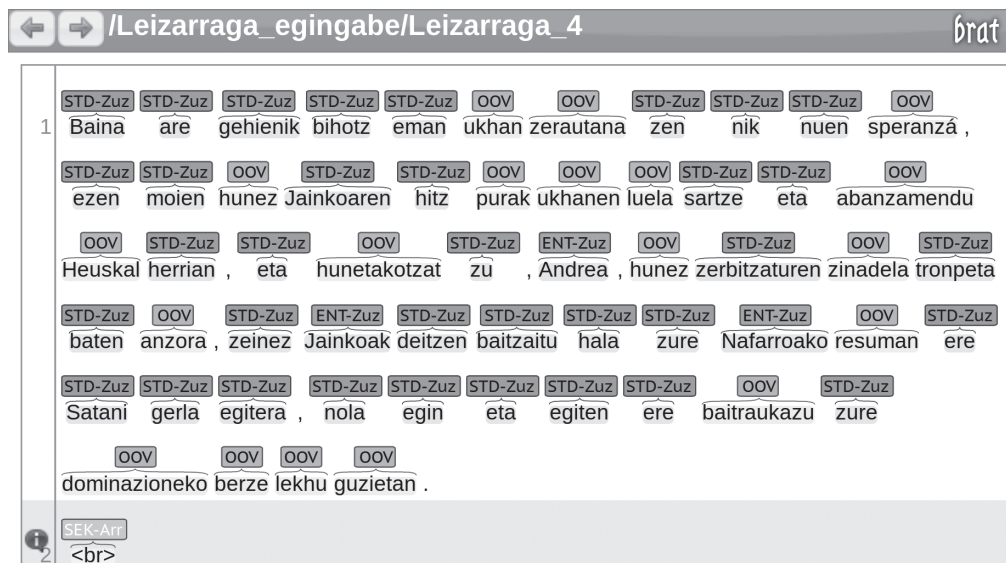 /Leizarraga_egingabe/Leizarraga_4 brat
STD-Zuz STD-Zuz STD-Zuz STD-Zuz STD-Zuz OOV OOV STD-Zuz STD-Zuz STD-Zuz OOV
1 Baina are gehienik bihotz eman ukhan zerautana zen nik nuen speranzá ,
STD-Zuz STD-Zuz OOV STD-Zuz STD-Zuz OOV OOV OOV STD-Zuz STD-Zuz OOV
ezen moien hunez Jainkoaren hitz purak ukhanen luela sartze eta abanzamendu
OOV STD-Zuz STD-Zuz OOV STD-Zuz ENT-Zuz OOV STD-Zuz OOV STD-Zuz
Heuskal herrian , eta hunetakotzat zu , Andrea , hunez zerbitzaturen zinadela tronpeta
STD-Zuz OOV STD-Zuz ENT-Zuz STD-Zuz STD-Zuz STD-Zuz STD-Zuz ENT-Zuz OOV STD-Zuz
baten anzora , zeinez Jainkoak deitzen baitzaitu hala zure Nafarroako resuman ere
STD-Zuz STD-Zuz STD-Zuz STD-Zuz STD-Zuz STD-Zuz STD-Zuz STD-Zuz OOV STD-Zuz
Satani gerla egitera , nola egin eta egiten ere baitraukazu zure
OOV OOV OOV OOV
dominazioneko berze lekhu guzietan .
SEK-Arr
2 <br>